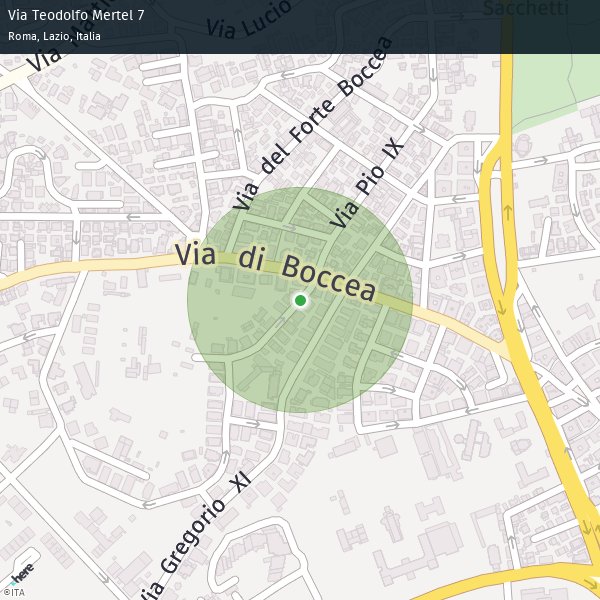 Via Teodolfo Mertel 7
Roma, Lazio, Italia
Sacchetti
Via Lucio
Via del Forte Boccea
Via Pio IX
Via di Boccea
Via Gregorio XI
here
©ITA